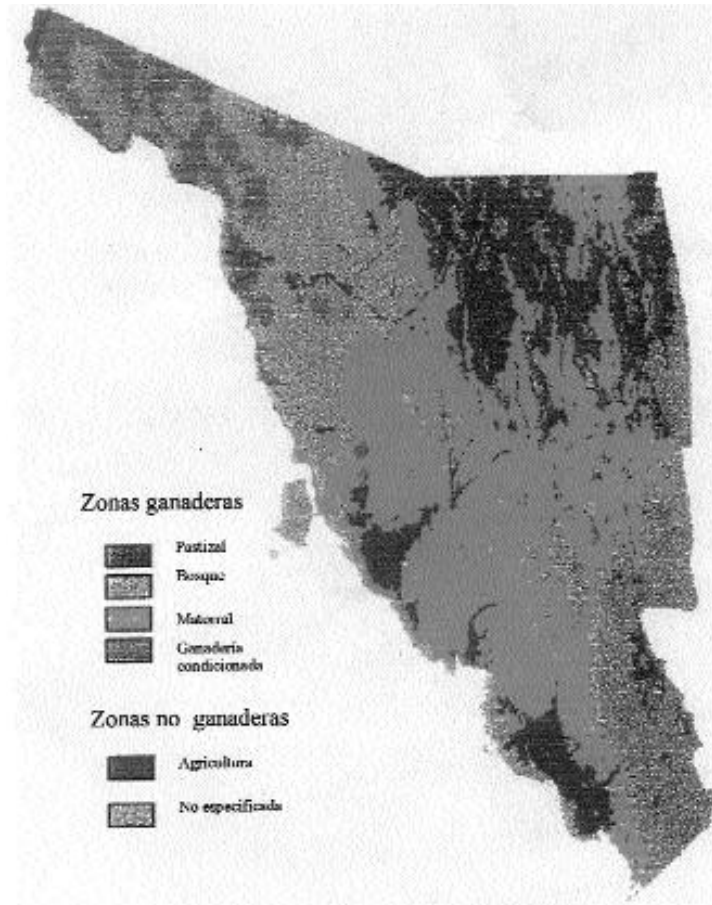 Zonas ganaderas
Pastizal
Bosque
Matorral
Ganadería
condicionada
Zonas no ganaderas
Agricultura
No especificada